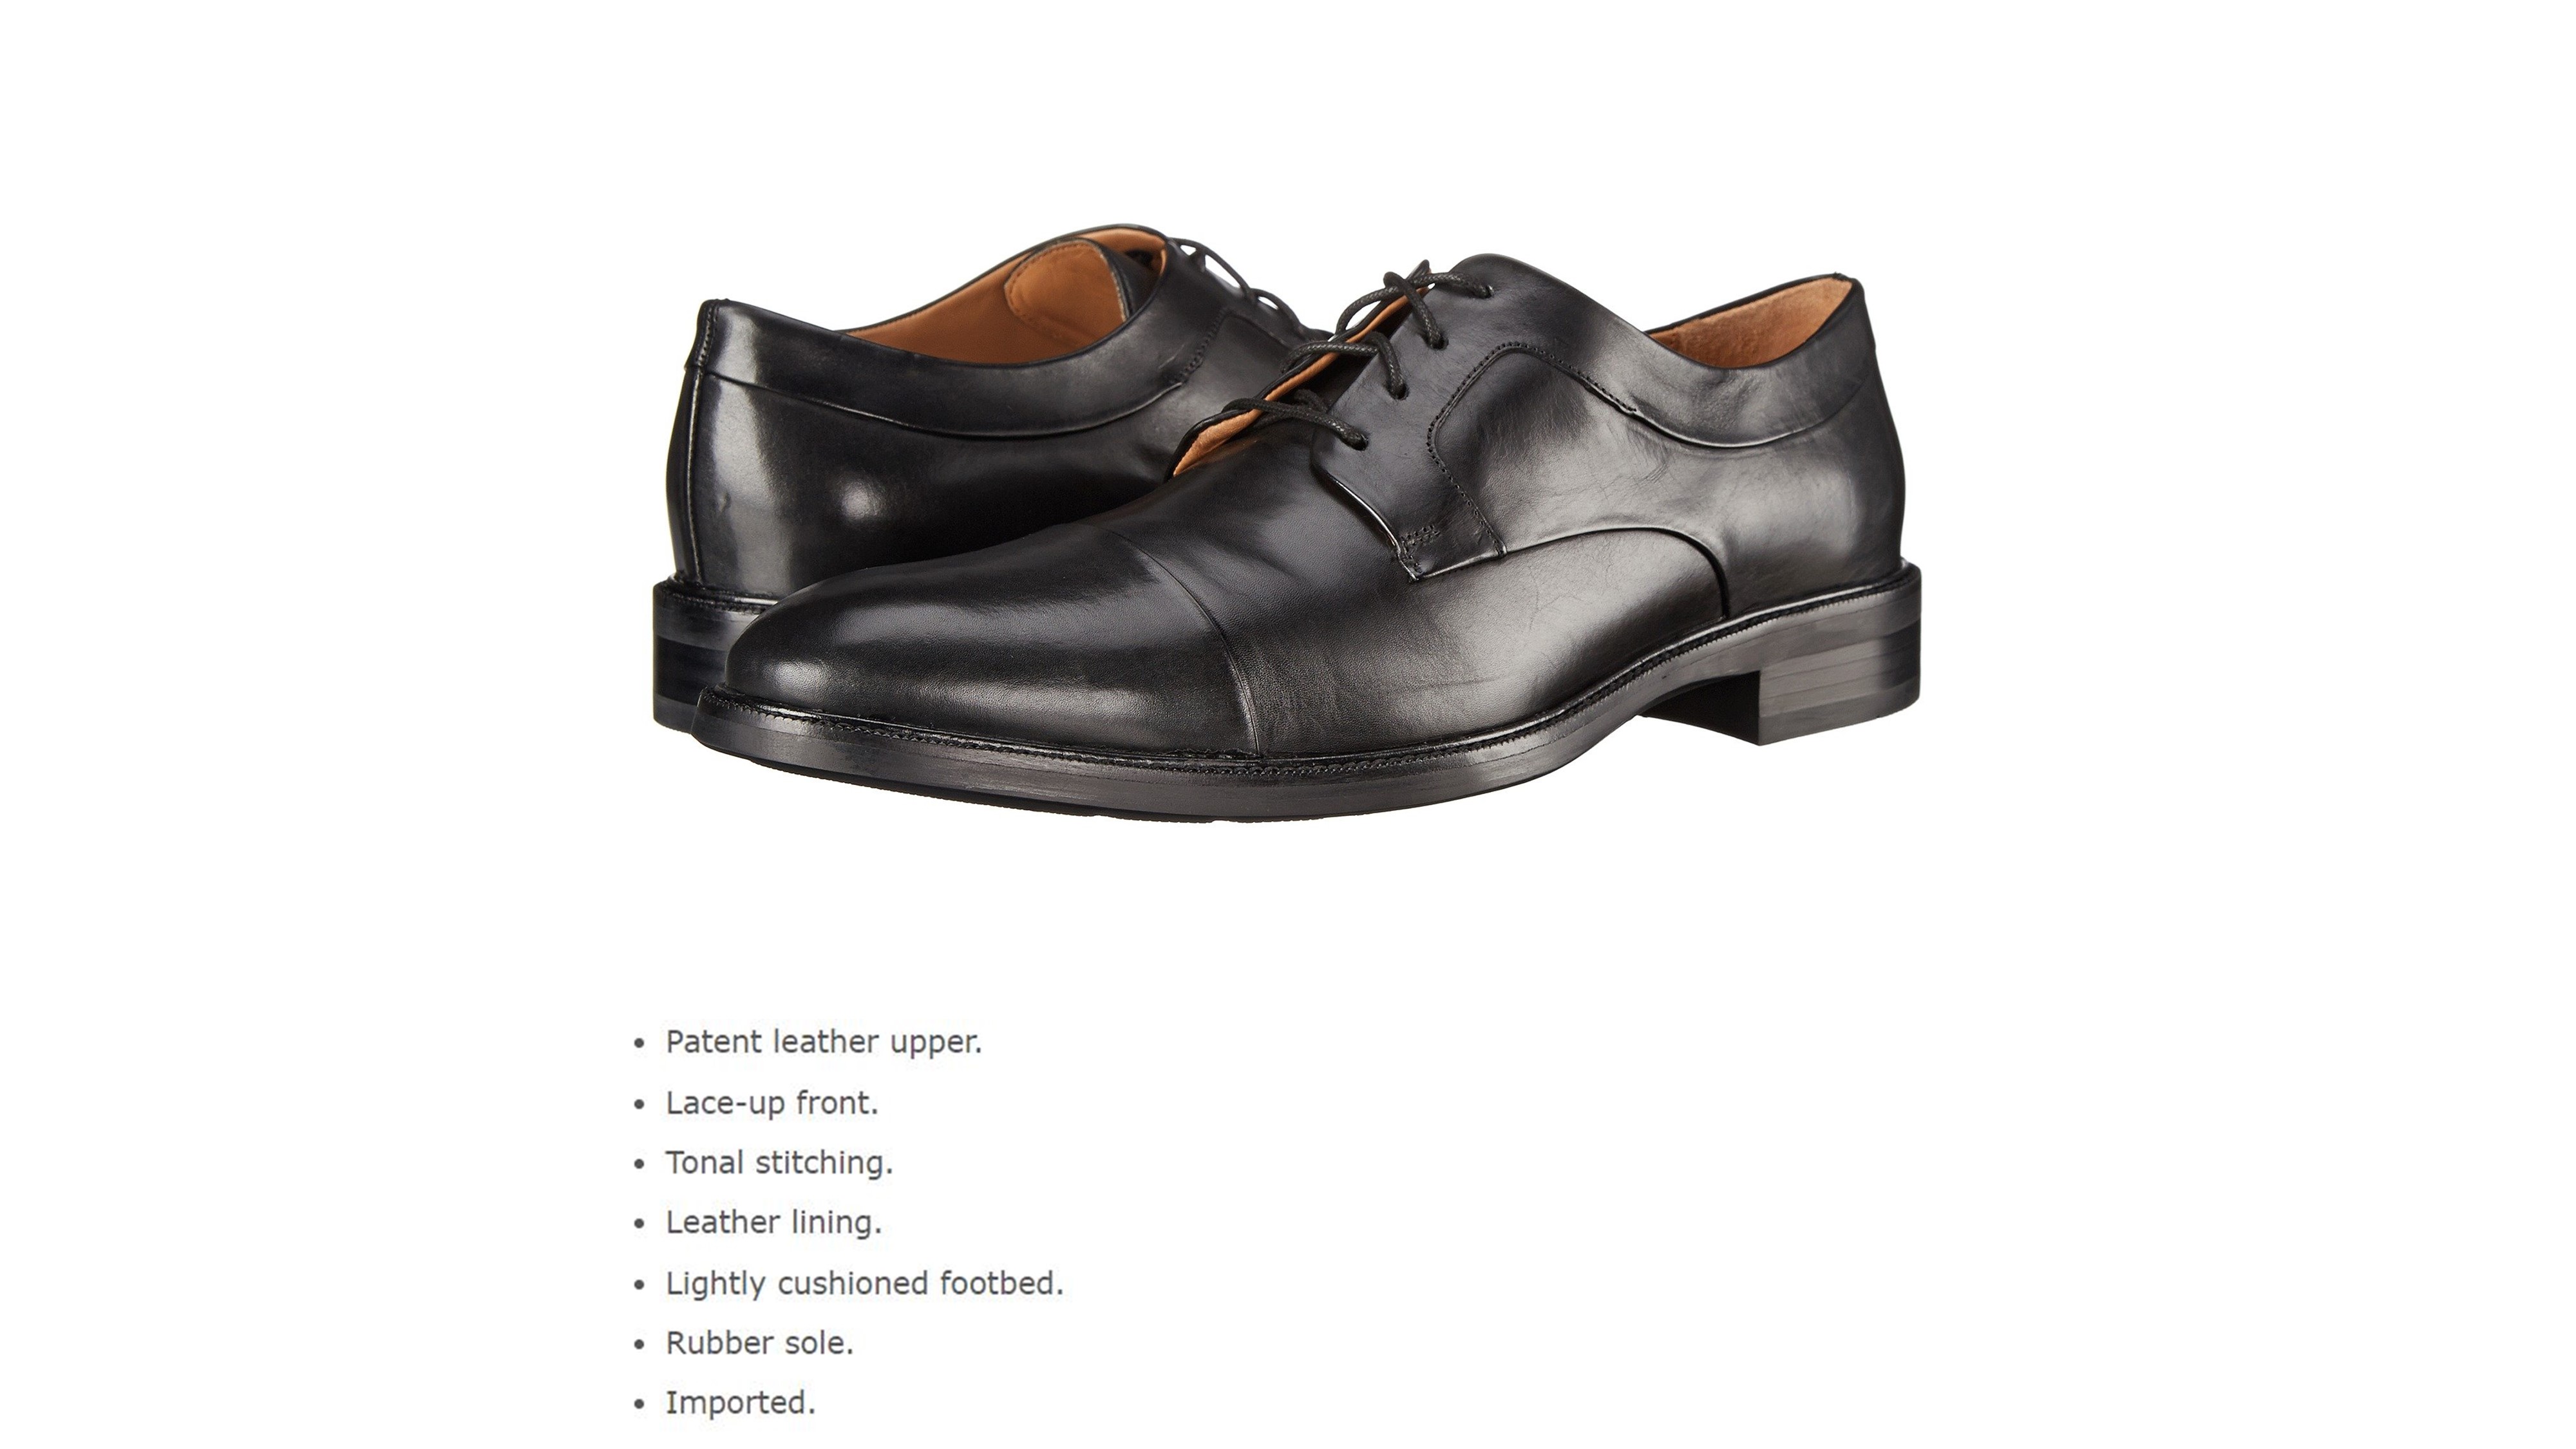 Patent leather upper.
Lace-up front.
Tonal stitching.
Leather lining.
Lightly cushioned footbed.
Rubber sole.
Imported.